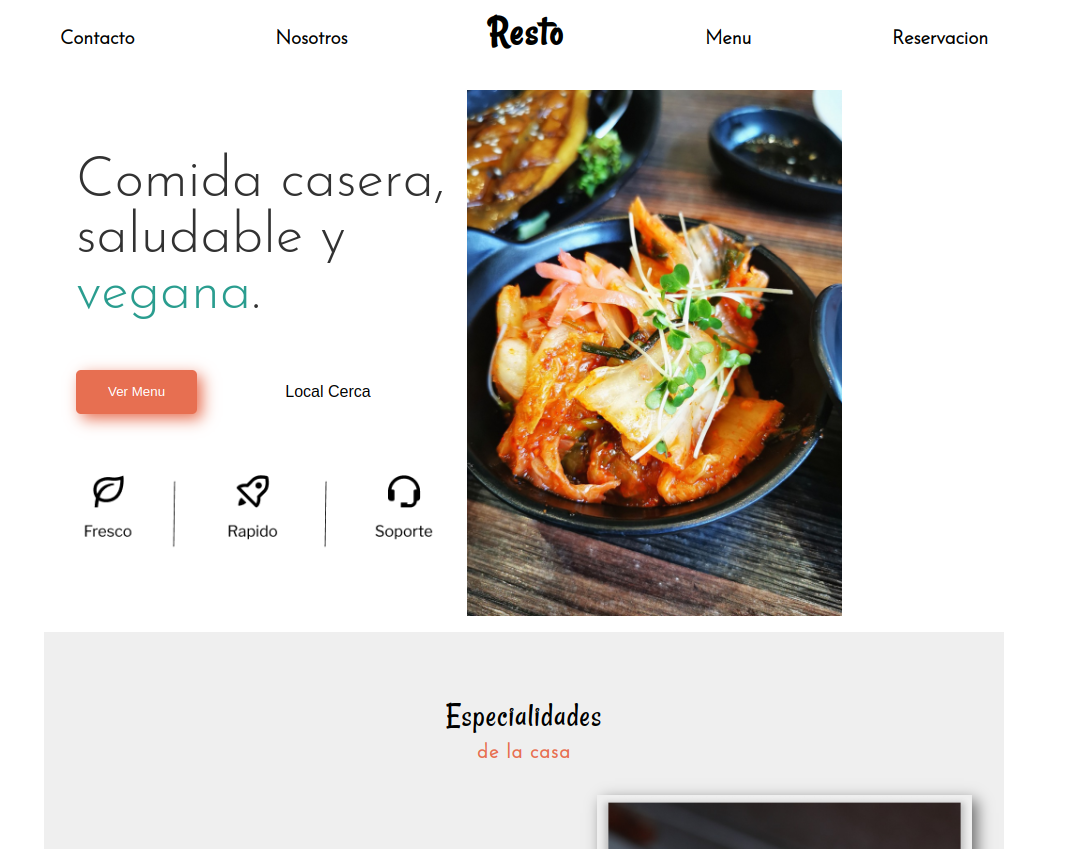 Contacto Nosotros Resto Menu Reservacion
Comida casera,
saludable y
vegana.
Ver Menu Local Cerca
Fresco Rapido Soporte
Especialidades
de la casa